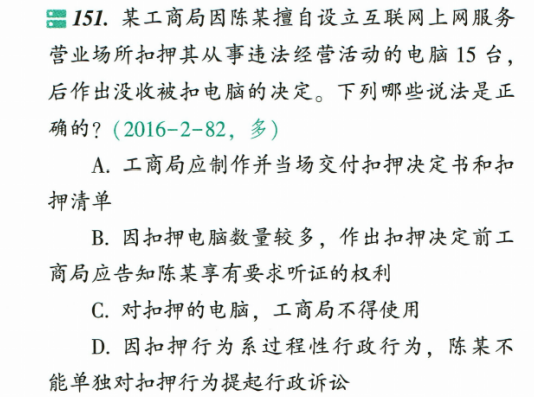 151. 某工商局因陈某擅自设立互联网上网服务
营业场所扣押其从事违法经营活动的电脑 15 台，
后作出没收被扣电脑的决定。下列哪些说法是正
确的？（2016-2-82，多）
A. 工商局应制作并当场交付扣押决定书和扣
押清单
B. 因扣押电脑数量较多，作出扣押决定前工
商局应告知陈某享有要求听证的权利
C. 对扣押的电脑，工商局不得使用
D. 因扣押行为系过程性行政行为，陈某不
能单独对扣押行为提起行政诉讼